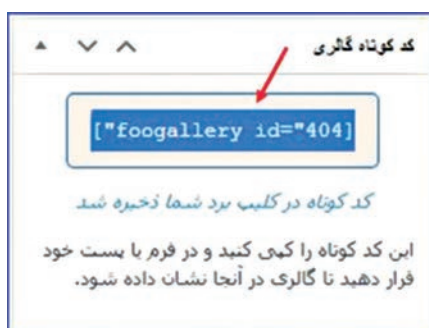 کد کوتاه گالری
["foogallery id="404]
کد کوتاه در کلیپ برد شما ذخیره شد
این کد کوتاه را کپی کنید و در فرم یا پست خود
قرار دهید تا گالری در آنجا نشان داده شود.